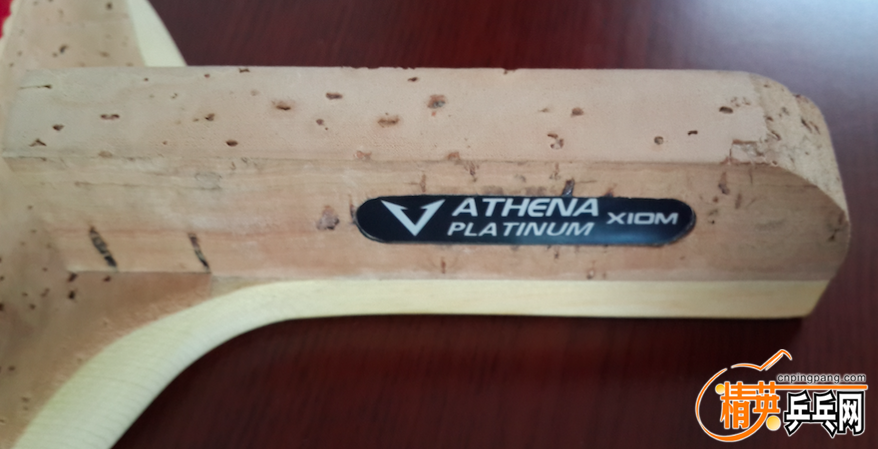 ATHENA XIOM
PLATINUM
cnpingpang.com
精英乒乓网